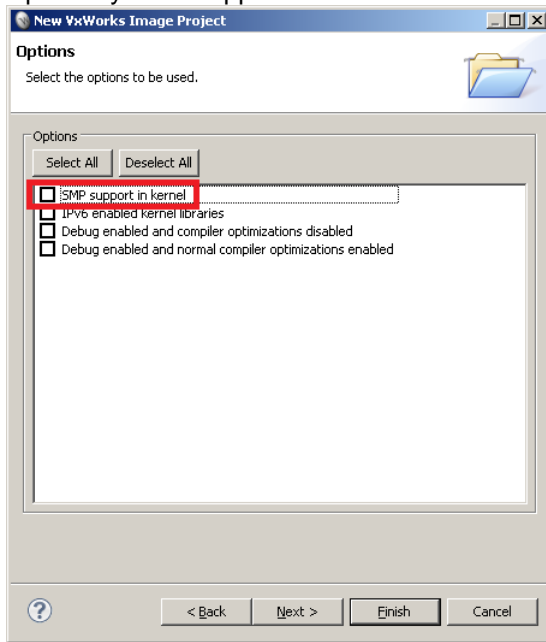 New VxWorks Image Project
Options
Select the options to be used.
Options
Select All Deselect All
SMP support in kernel
IPv6 enabled kernel libraries
Debug enabled and compiler optimizations disabled
Debug enabled and normal compiler optimizations enabled
? < Back Next > Finish Cancel